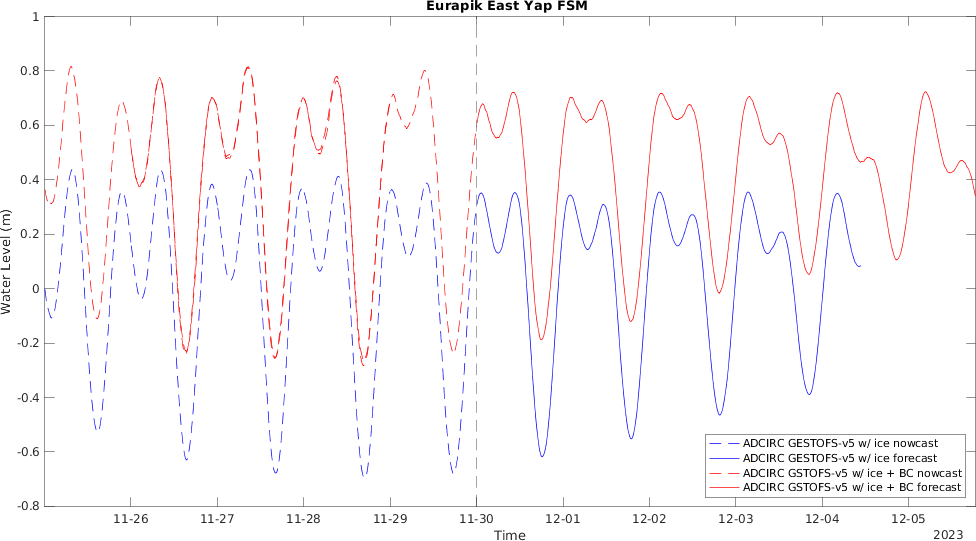 Eurapik East Yap FSM
1
0.8
0.6
0.4
0.2
0
-0.2
-0.4
-0.6
-0.8
Water Level (m)
11-26 11-27 11-28 11-29 11-30 12-01 12-02 12-03 12-04 12-05
Time
2023
ADCIRC GESTOFS-v5 w/ ice nowcast
ADCIRC GESTOFS-v5 w/ ice forecast
ADCIRC GSTOFS-v5 w/ ice + BC nowcast
ADCIRC GSTOFS-v5 w/ ice + BC forecast